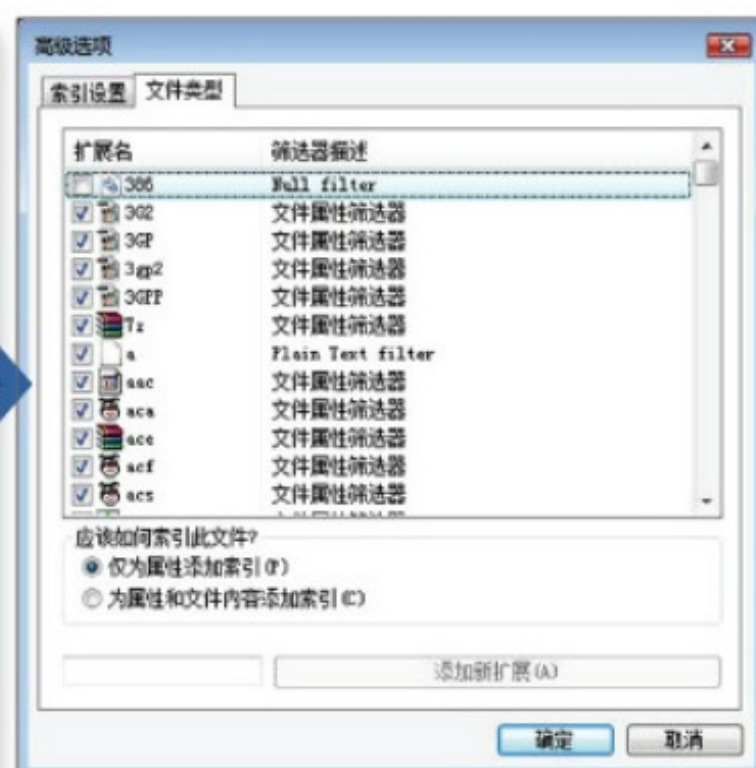 高级选项
索引设置 文件类型
扩展名 筛选器描述
386 Null filter
3G2 文件属性筛选器
3GP 文件属性筛选器
3gp2 文件属性筛选器
3GPP 文件属性筛选器
7z 文件属性筛选器
a Plain Text filter
aac 文件属性筛选器
aca 文件属性筛选器
ace 文件属性筛选器
acf 文件属性筛选器
acs 文件属性筛选器
应该如何索引此文件?
仅为属性添加索引(P)
为属性和文件内容添加索引(C)
添加新扩展(A)
确定 取消